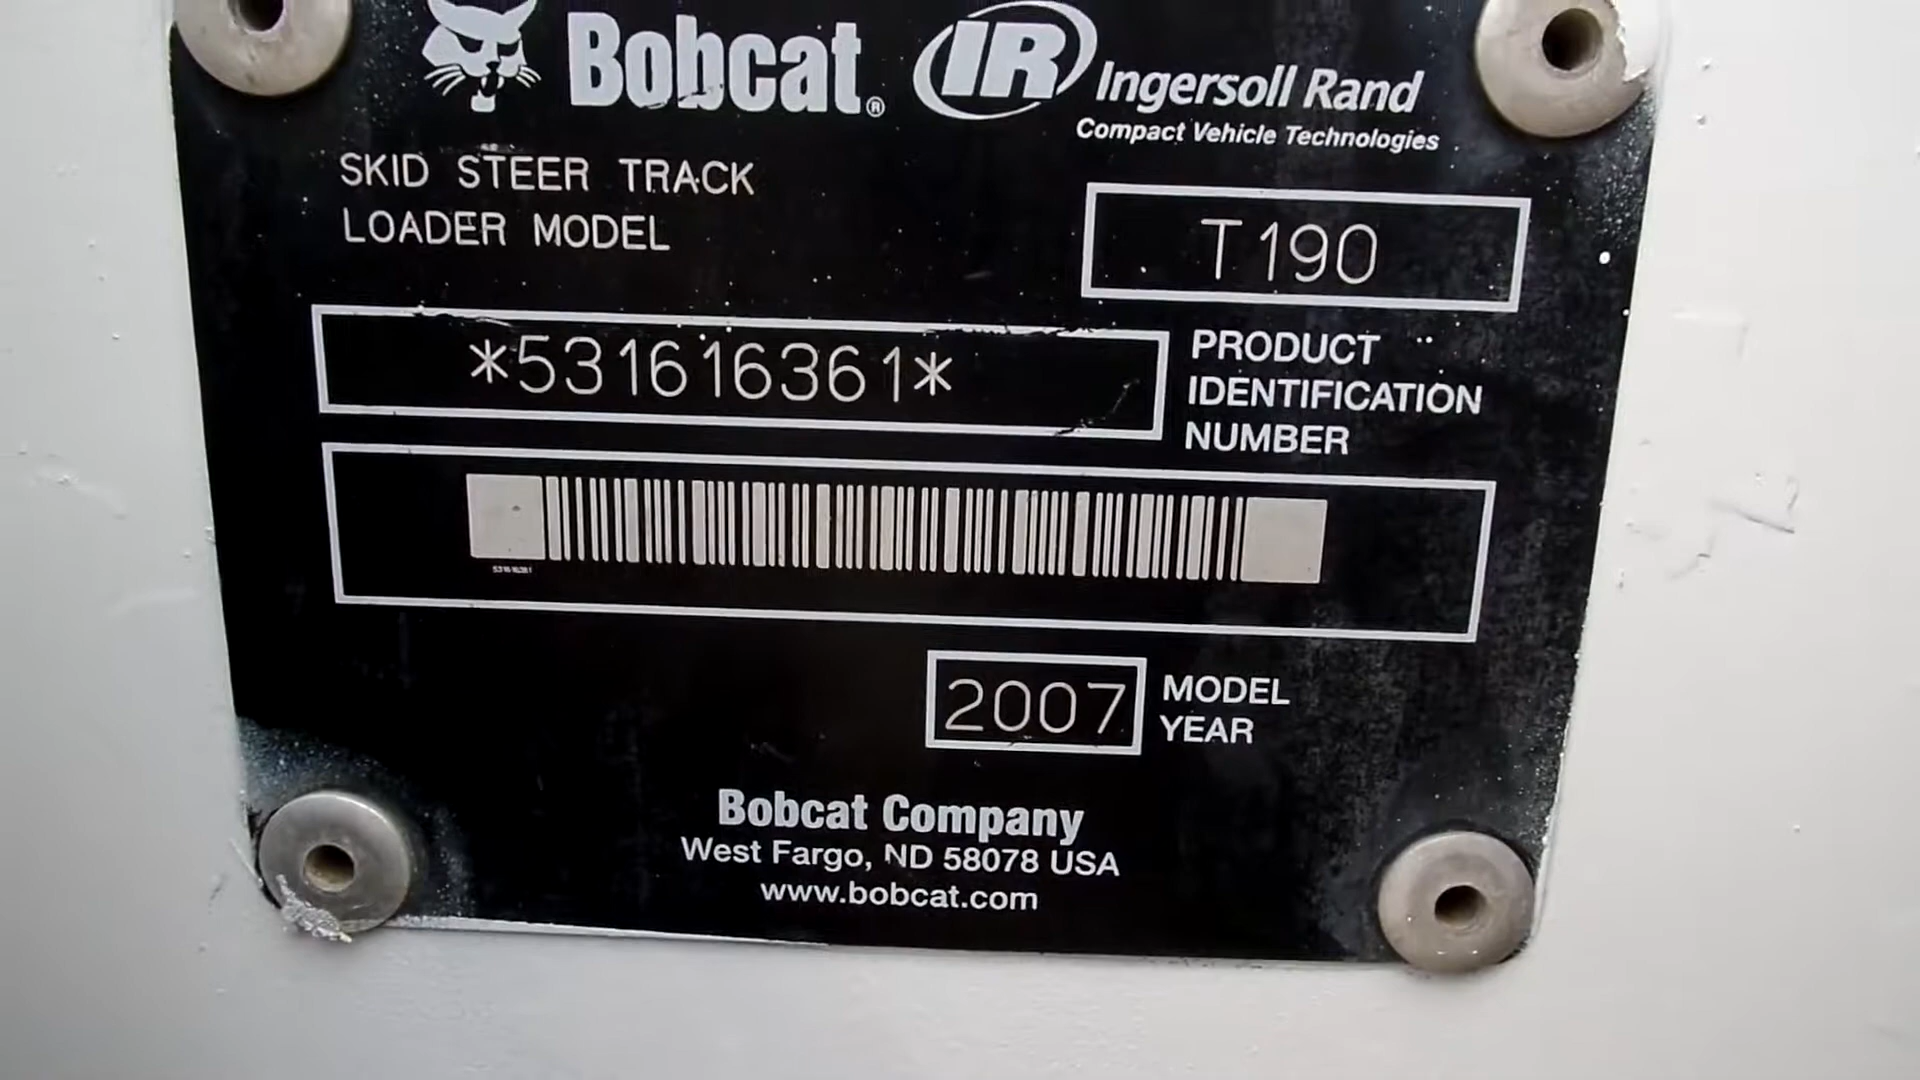 Bobcat® IR Ingersoll Rand
Compact Vehicle Technologies
SKID STEER TRACK
LOADER MODEL
T190
*531616361*
PRODUCT
IDENTIFICATION
NUMBER
531616361
2007
MODEL
YEAR
Bobcat Company
West Fargo, ND 58078 USA
www.bobcat.com